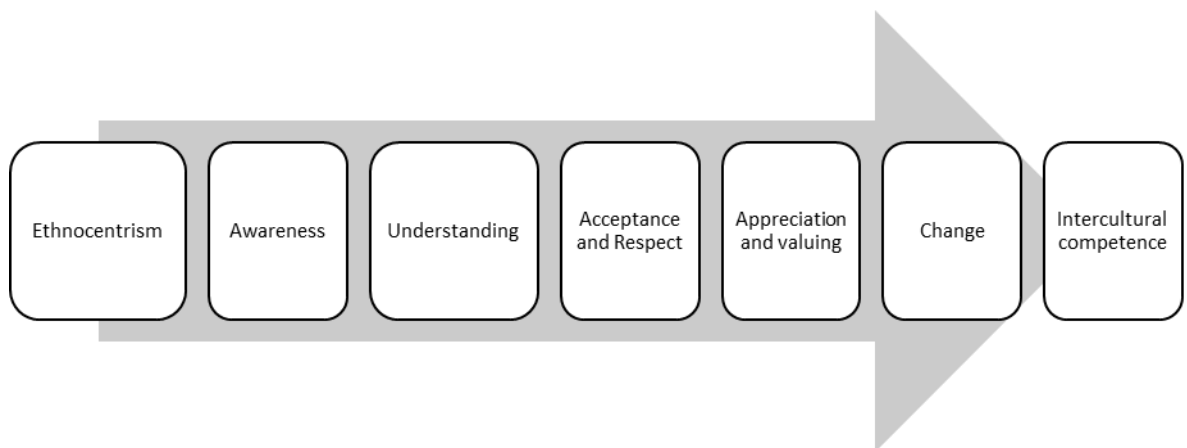 Ethnocentrism
Awareness
Understanding
Acceptance
and Respect
Appreciation
and valuing
Change
Intercultural
competence